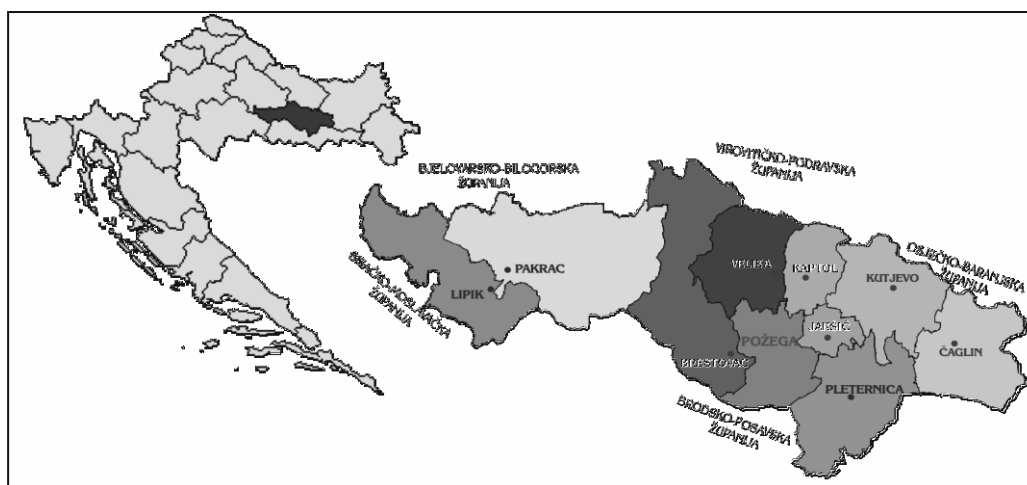 BJELOVARSKO-BILOGORSKA
ŽUPANIJA
VIROVITIČKO-PODRAVSKA
ŽUPANIJA
OSJEČKO-BARANJSKA
ŽUPANIJA
SISAČKO-MOSLAVAČKA
ŽUPANIJA
PAKRAC
LIPIK
VELIKA
KAPTOL
KUTJEVO
JAKŠIĆ
POŽEGA
BRESTOVAC
ČAGLIN
PLETERNICA
BRODSKO-POSAVSKA
ŽUPANIJA